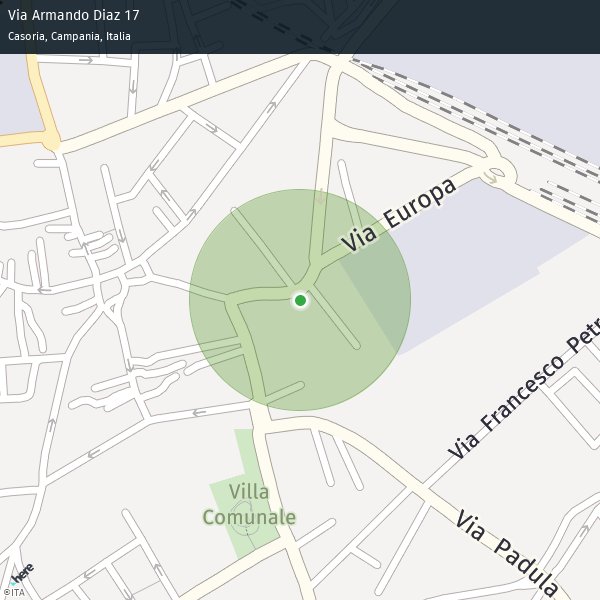 Via Armando Diaz 17
Casoria, Campania, Italia
Via Europa
Via Francesco Petr
Villa
Comunale
Via Padula
here
©ITA